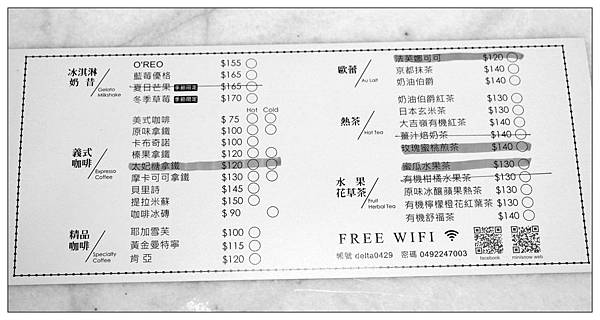 冰淇淋
奶 昔
Gelato
Milkshake
O'REO $155
藍莓優格 $165
夏日芒果 季節限定 $165
冬季草莓 季節限定 $170
Hot Cold
義式
咖啡
Espresso
Coffee
美式咖啡 $75
原味拿鐵 $100
卡布奇諾 $100
榛果拿鐵 $120
太妃糖拿鐵 $120
摩卡可可拿鐵 $130
貝里詩 $145
提拉米蘇 $150
咖啡冰磚 $90
精品
咖啡
Specialty
Coffee
耶加雪芙 $100
黃金曼特寧 $115
肯亞 $120
歐蕾
Au Lait
法芙娜可可 $120
京都抹茶 $140
奶油伯爵 $140
熱茶
Hot Tea
奶油伯爵紅茶 $130
日本玄米茶 $130
大吉嶺有機紅茶 $140
薑汁焙奶茶 $140
玫瑰蜜桃煎茶 $140
水 果
花草茶
Fruit
Herbal Tea
蜜瓜水果茶 $130
有機柑橘水果茶 $130
原味冰釀蘋果熱茶 $130
有機檸檬橙花紅葉茶 $130
有機舒福茶 $140
FREE WIFI
帳號 delta0429 密碼 0492247003
facebook
minisnow web